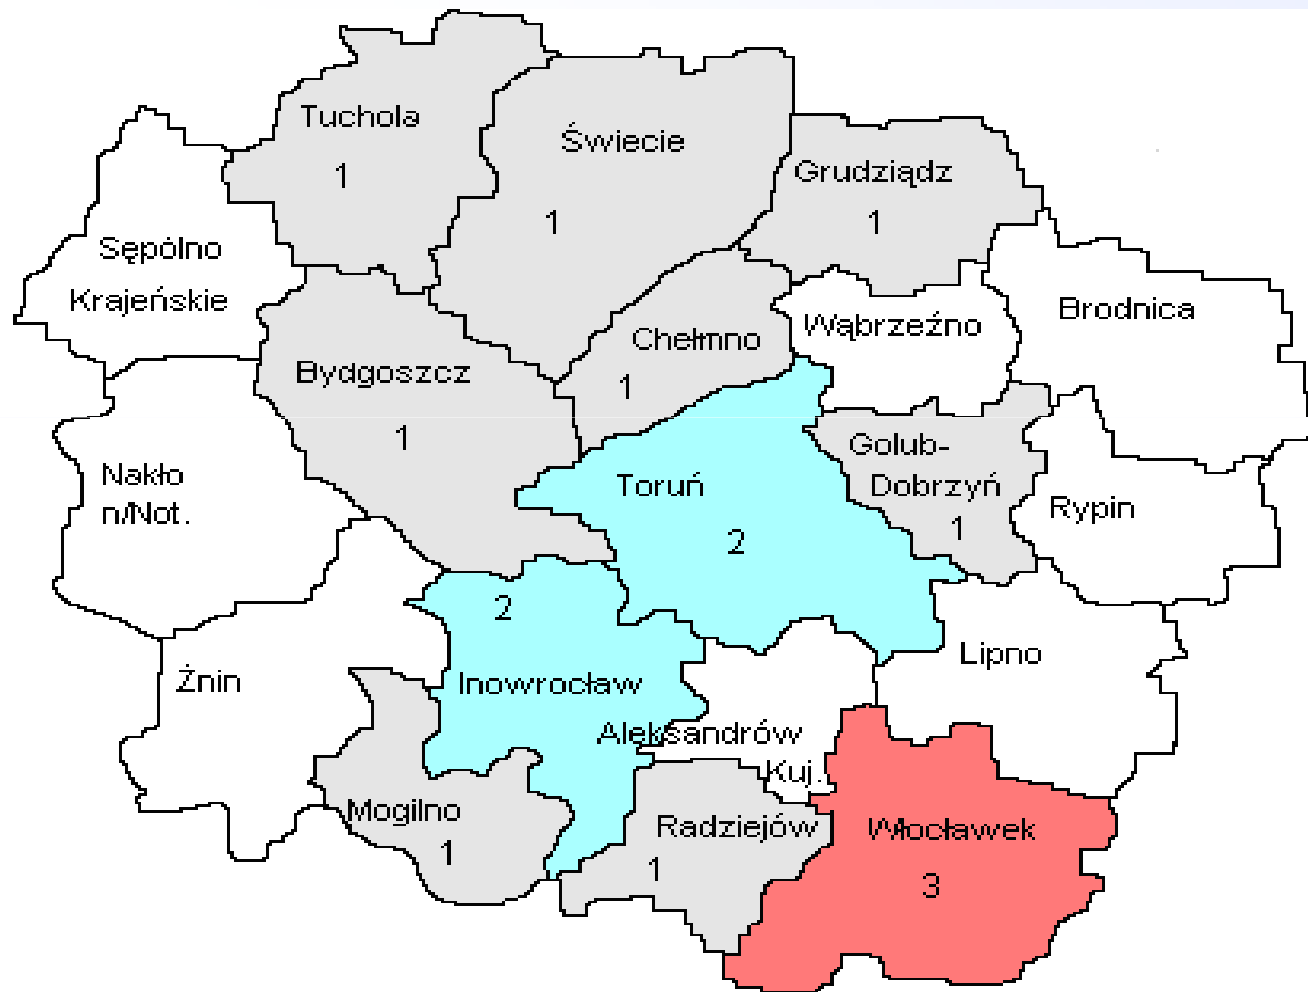 Tuchola
1
Świecie
1
Grudziądz
1
Sępólno
Krajeńskie
Bydgoszcz
1
Chełmno
1
Wąbrzeźno
Brodnica
Nakło
n/Not.
Toruń
2
Golub-
Dobrzyń
1
Rypin
Żnin
2
Inowrocław
Aleksandrów
Kuj.
Lipno
Mogilno
1
Radziejów
1
Włocławek
3